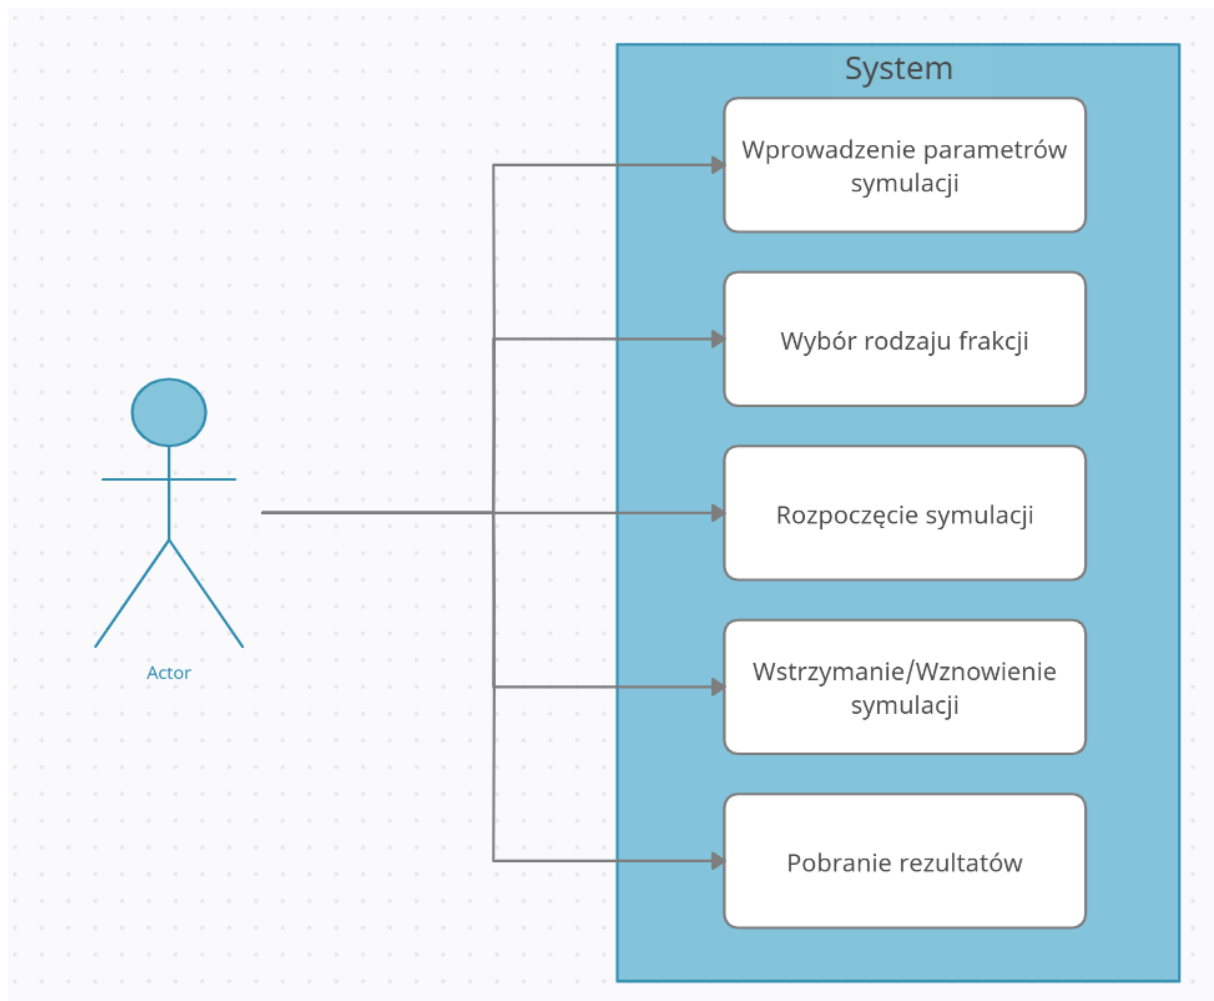 System
Wprowadzenie parametrów
symulacji
Wybór rodzaju frakcji
Rozpoczęcie symulacji
Wstrzymanie/Wznowienie
symulacji
Pobranie rezultatów
Actor